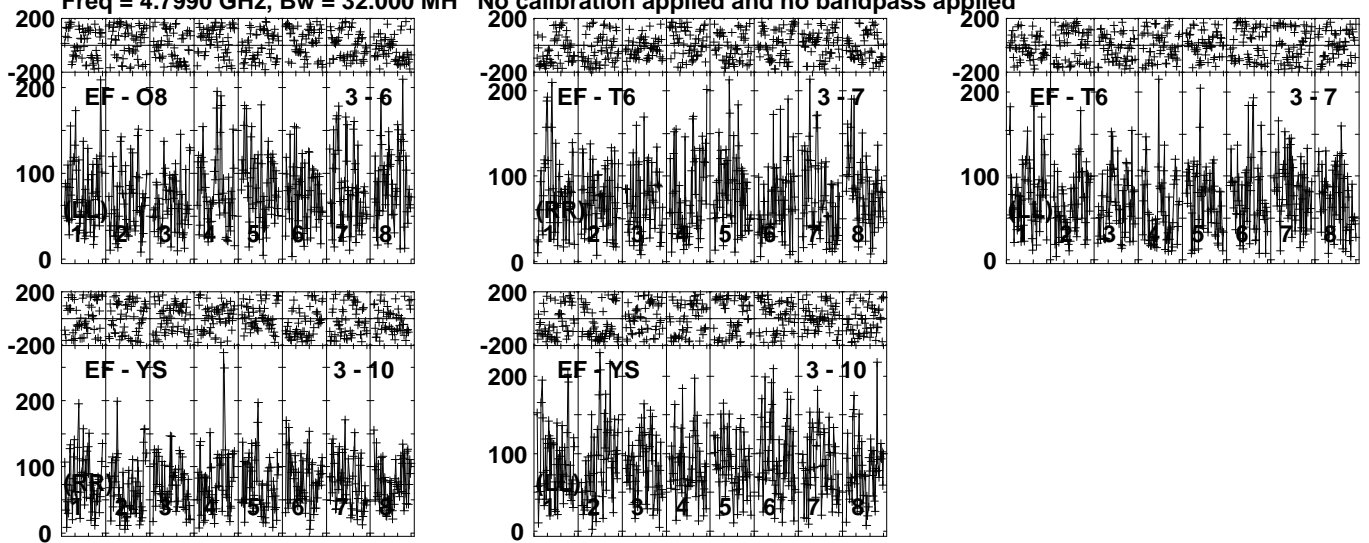 Freq = 4.7990 GHz, Bw = 32.000 MH No calibration applied and no bandpass applied
200 200 200
-200 -200 -200
200 200 200
EF - O8 3 - 6 EF - T6 3 - 7 EF - T6 3 - 7
100 100 100
(LL) (RR) (LL)
1 2 3 4 5 6 7 8 1 2 3 4 5 6 7 8 1 2 3 4 5 6 7 8
0 0 0
200 200
-200 -200
EF - YS 3 - 10 EF - YS 3 - 10
200 200
100 100
(RR) (LL)
1 2 3 4 5 6 7 8 1 2 3 4 5 6 7 8
0 0